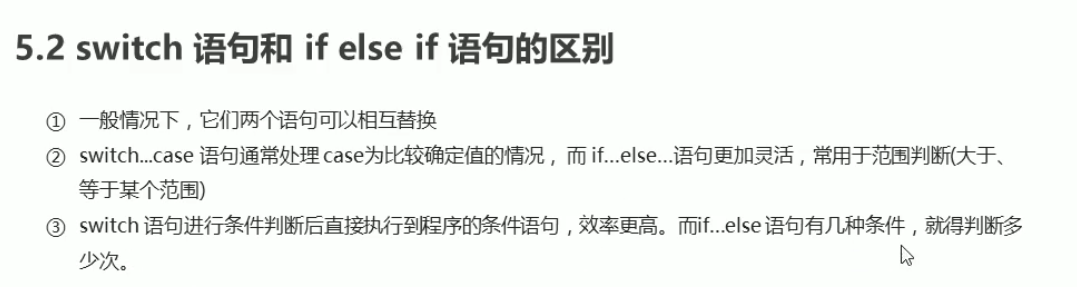 5.2 switch 语句和 if else if 语句的区别
① 一般情况下，它们两个语句可以相互替换
② switch...case 语句通常处理 case为比较确定值的情况， 而 if...else...语句更加灵活，常用于范围判断(大于、
等于某个范围)
③ switch 语句进行条件判断后直接执行到程序的条件语句，效率更高。而if...else 语句有几种条件，就得判断多
少次。